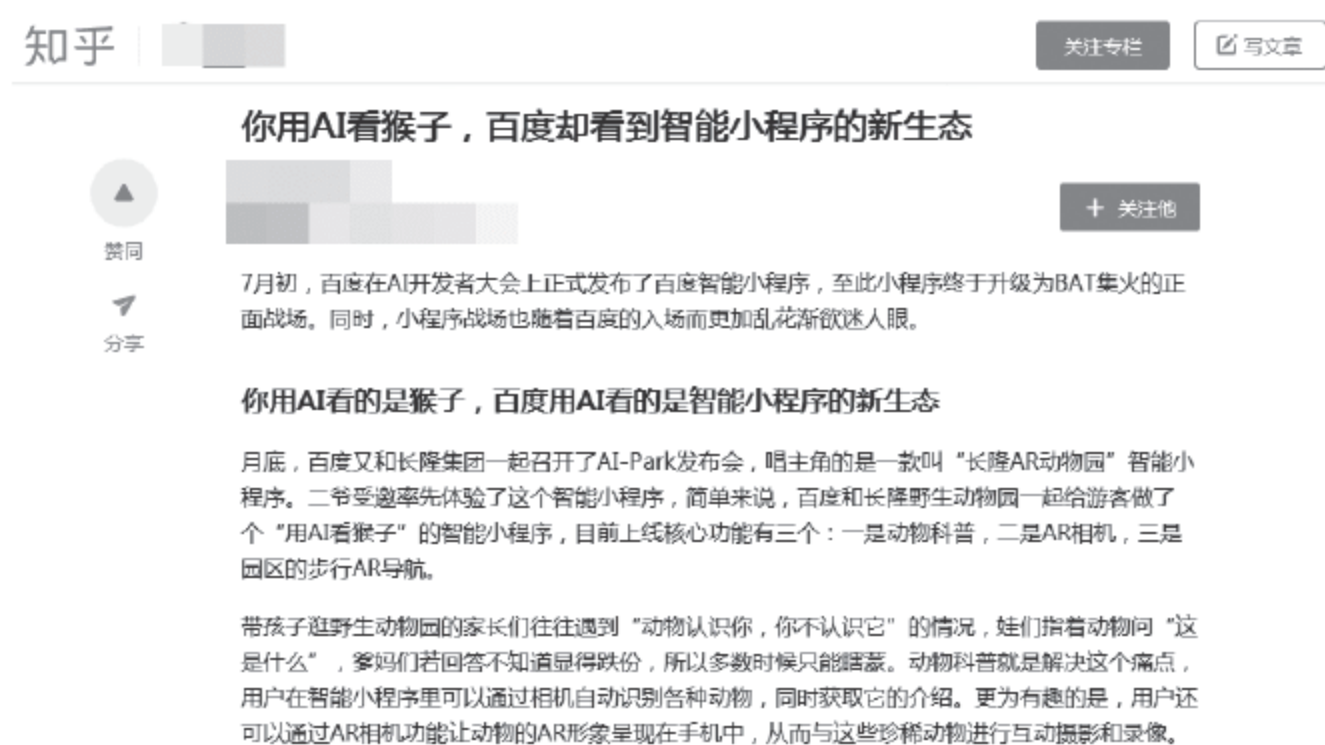 知乎
关注专栏
写文章
你用AI看猴子，百度却看到智能小程序的新生态
赞同
分享
+ 关注他
7月初，百度在AI开发者大会上正式发布了百度智能小程序，至此小程序终于升级为BAT集火的正
面战场。同时，小程序战场也随着百度的入场而更加乱花渐欲迷人眼。
你用AI看的是猴子，百度用AI看的是智能小程序的新生态
月底，百度又和长隆集团一起召开了AI-Park发布会，唱主角的是一款叫“长隆AR动物园”智能小
程序。二爷受邀率先体验了这个智能小程序，简单来说，百度和长隆野生动物园一起给游客做了
个“用AI看猴子”的智能小程序，目前上线核心功能有三个：一是动物科普，二是AR相机，三是
园区的步行AR导航。
带孩子逛野生动物园的家长们往往遇到“动物认识你，你不认识它”的情况，娃们指着动物问“这
是什么”，爹妈们若回答不知道显得跌份，所以多数时候只能瞎蒙。动物科普就是解决这个痛点，
用户在智能小程序里可以通过相机自动识别各种动物，同时获取它的介绍。更为有趣的是，用户还
可以通过AR相机功能让动物的AR形象呈现在手机中，从而与这些珍稀动物进行互动摄影和录像。